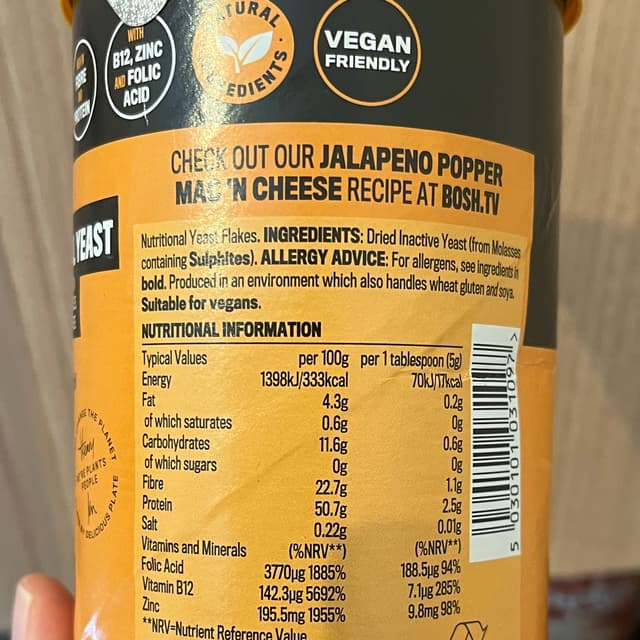 WITH
B12, ZINC
AND FOLIC
ACID
NATURAL
INGREDIENTS
VEGAN
FRIENDLY
CHECK OUT OUR JALAPENO POPPER
MAC 'N CHEESE RECIPE AT BOSH.TV
YEAST
Nutritional Yeast Flakes. INGREDIENTS: Dried Inactive Yeast (from Molasses
containing Sulphites). ALLERGY ADVICE: For allergens, see ingredients in
bold. Produced in an environment which also handles wheat gluten and soya.
Suitable for vegans.
NUTRITIONAL INFORMATION
Typical Values per 100g per 1 tablespoon (5g)
Energy 1398kJ/333kcal 70kJ/17kcal
Fat 4.3g 0.2g
of which saturates 0.6g 0g
Carbohydrates 11.6g 0.6g
of which sugars 0g 0g
Fibre 22.7g 1.1g
Protein 50.7g 2.5g
Salt 0.22g 0.01g
Vitamins and Minerals (%NRV**) (%NRV**)
Folic Acid 3770µg 1885% 188.5µg 94%
Vitamin B12 142.3µg 5692% 7.1µg 285%
Zinc 195.5mg 1955% 9.8mg 98%
**NRV=Nutrient Reference Value
5 030101 031097 >
THE PLANET
PLANTS
PEOPLE
DELICIOUS PLATE